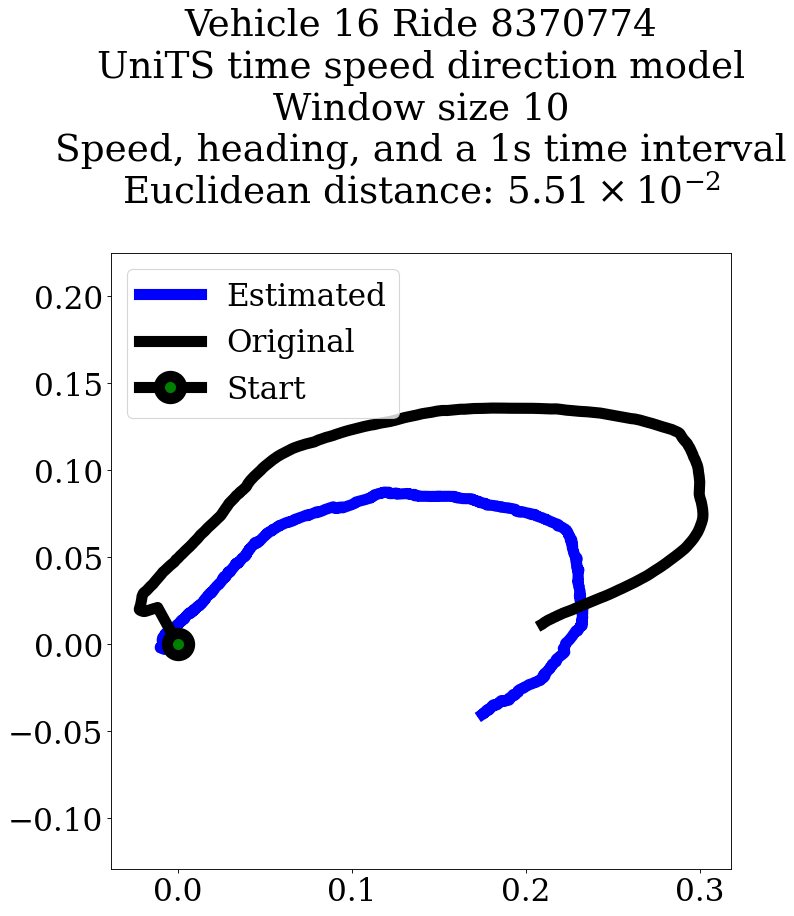 Vehicle 16 Ride 8370774
UniTS time speed direction model
Window size 10
Speed, heading, and a 1s time interval
Euclidean distance: 5.51 × 10⁻²
Estimated
Original
Start
0.20
0.15
0.10
0.05
0.00
−0.05
−0.10
0.0 0.1 0.2 0.3